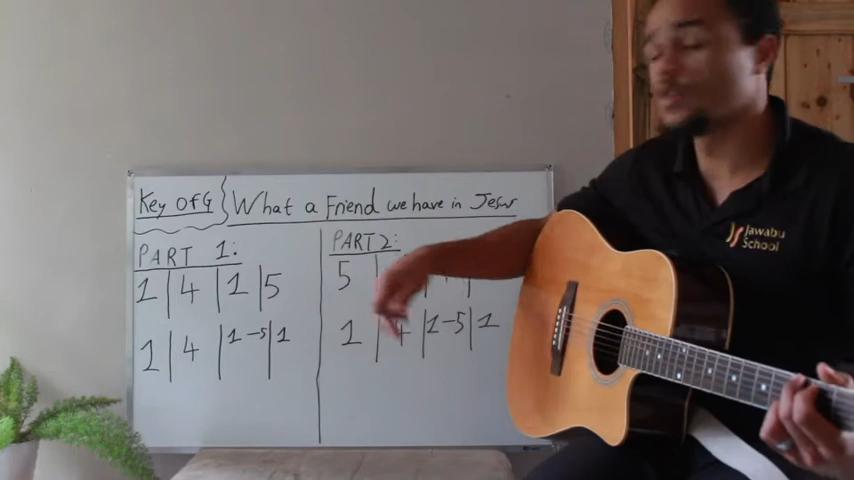 Key of G What a Friend we have in Jesus
PART 1:
1 | 4 | 1 | 5
1 | 4 | 1-5 | 1
PART 2:
5
1 | 4 | 1-5 | 1
Jawabu
School